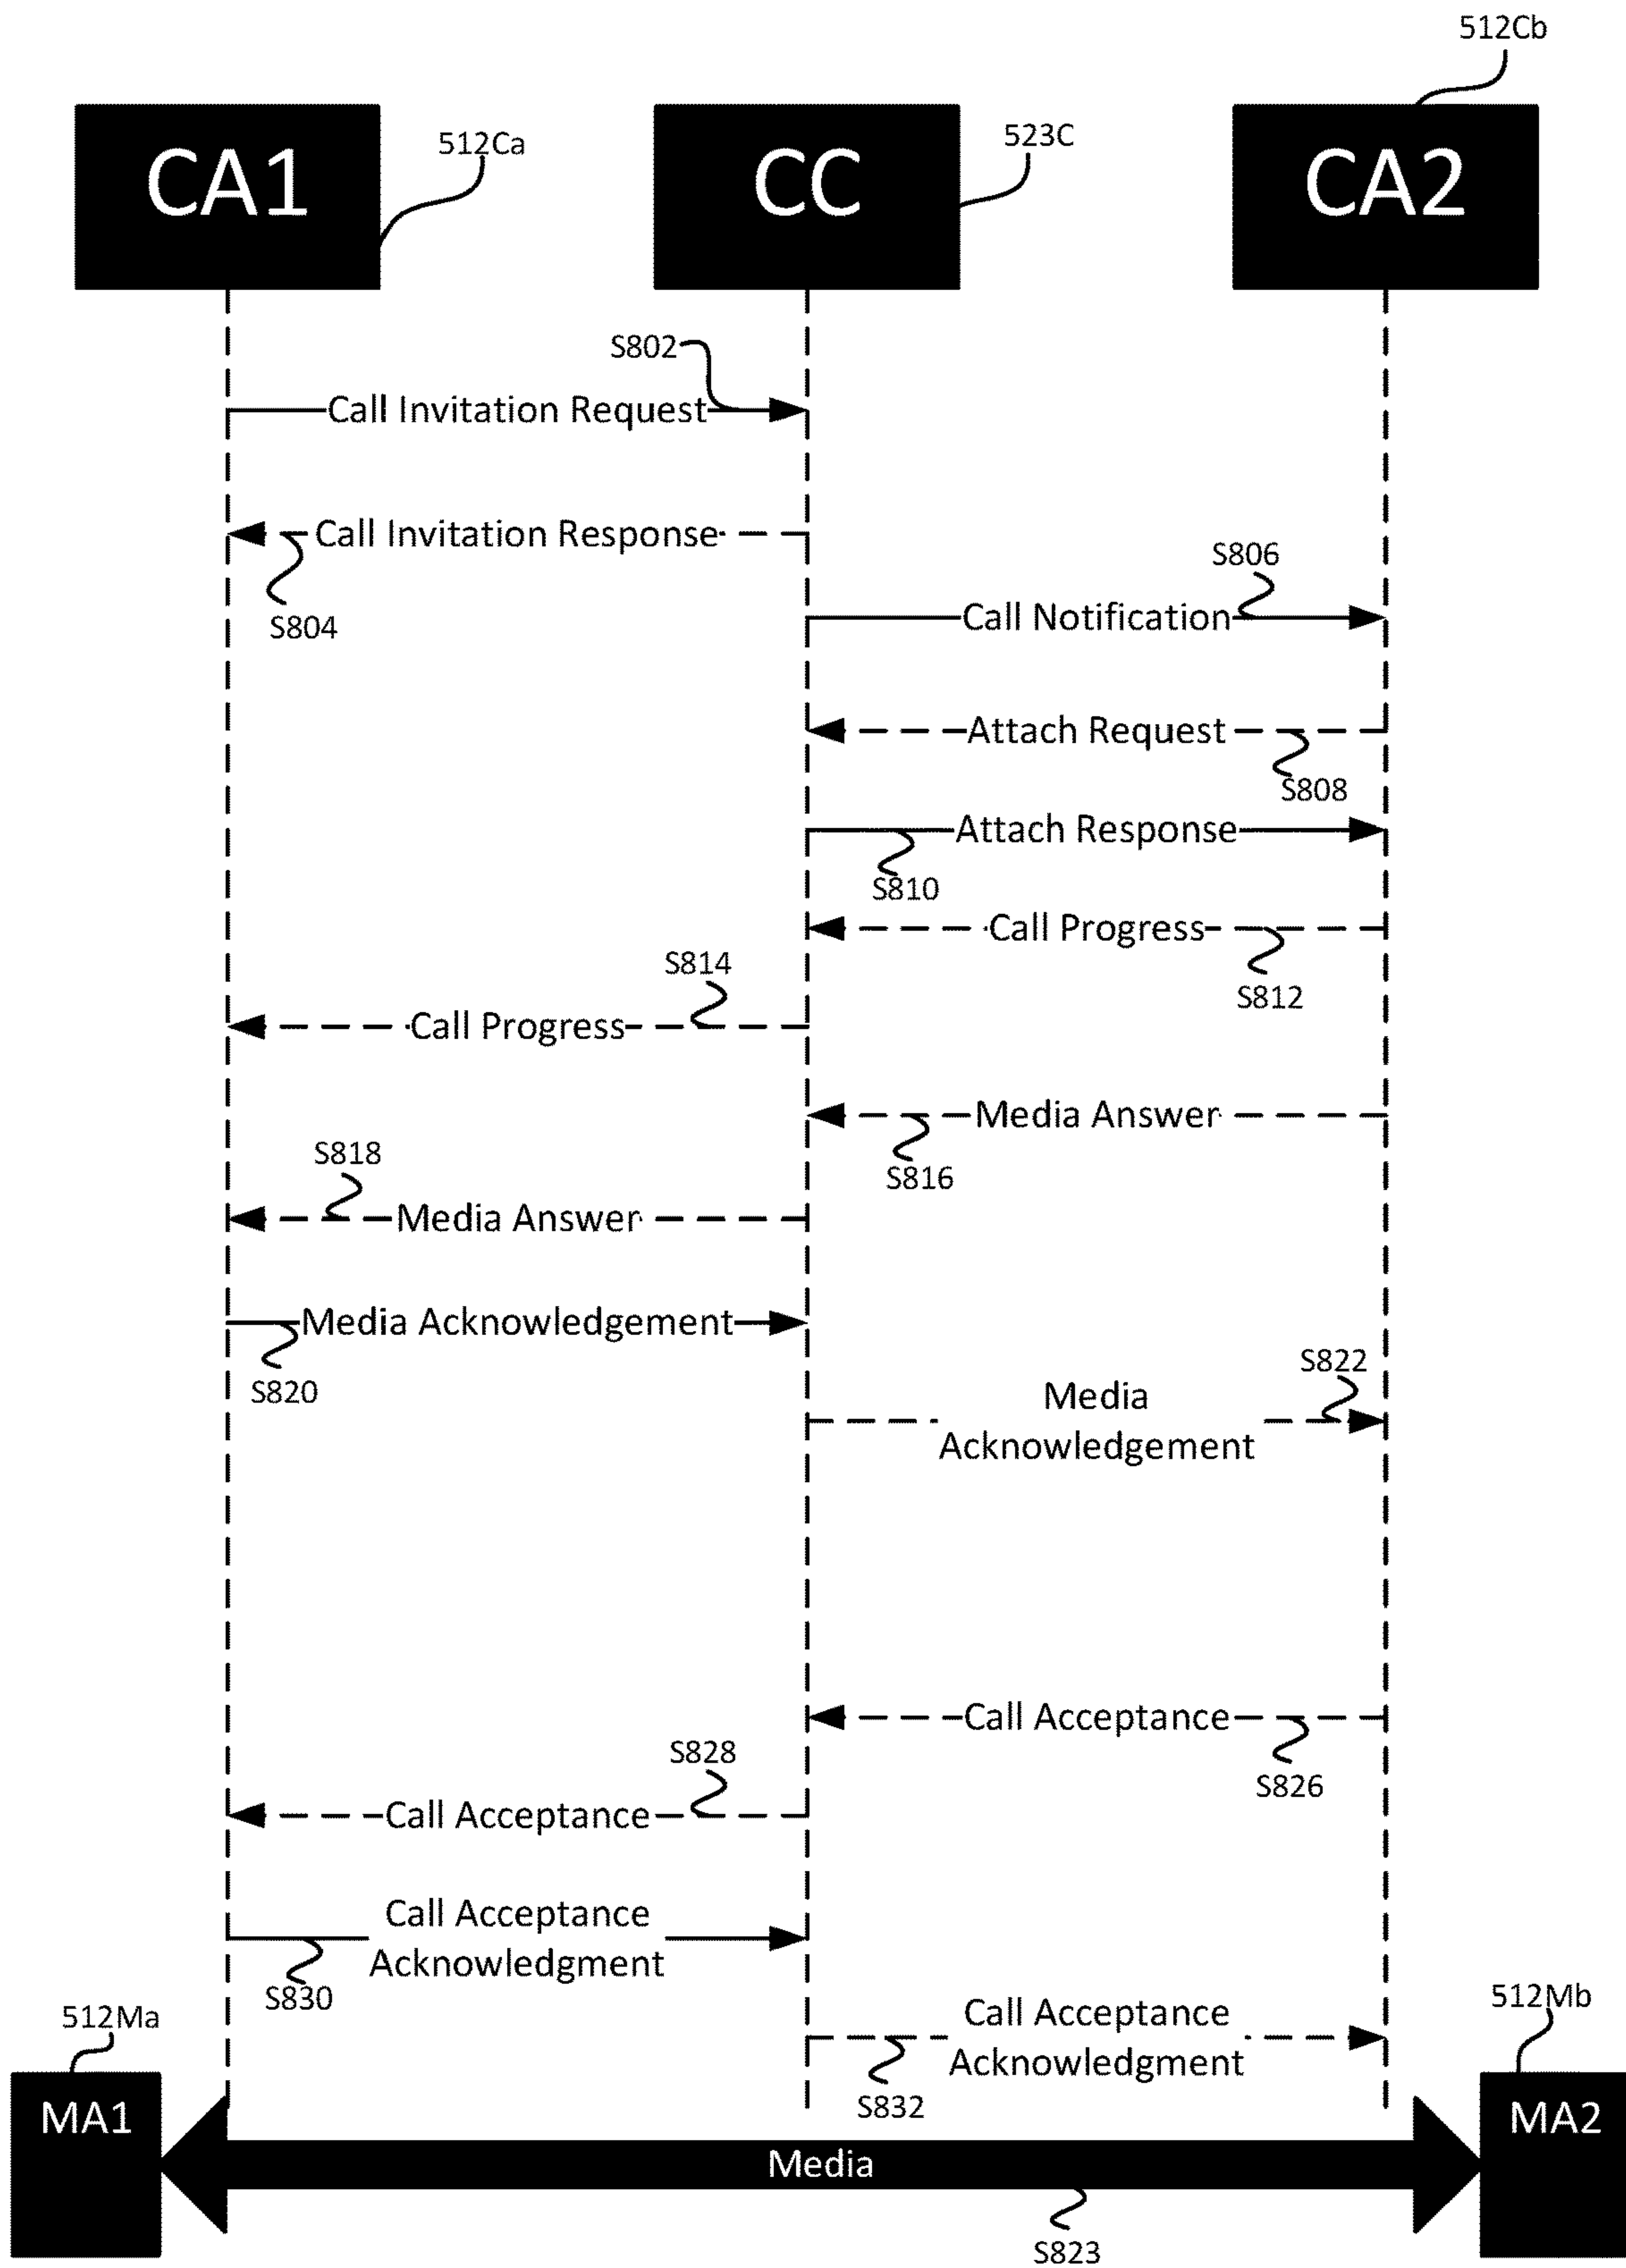 512Cb
512Ca
523C
CA1
CC
CA2
S802
Call Invitation Request
Call Invitation Response
S804
S806
Call Notification
Attach Request
S808
Attach Response
S810
Call Progress
S812
S814
Call Progress
Media Answer
S816
S818
Media Answer
Media Acknowledgement
S820
S822
Media
Acknowledgement
Call Acceptance
S826
S828
Call Acceptance
Call Acceptance
Acknowledgment
S830
Call Acceptance
Acknowledgment
S832
512Ma
512Mb
MA1
MA2
Media
S823